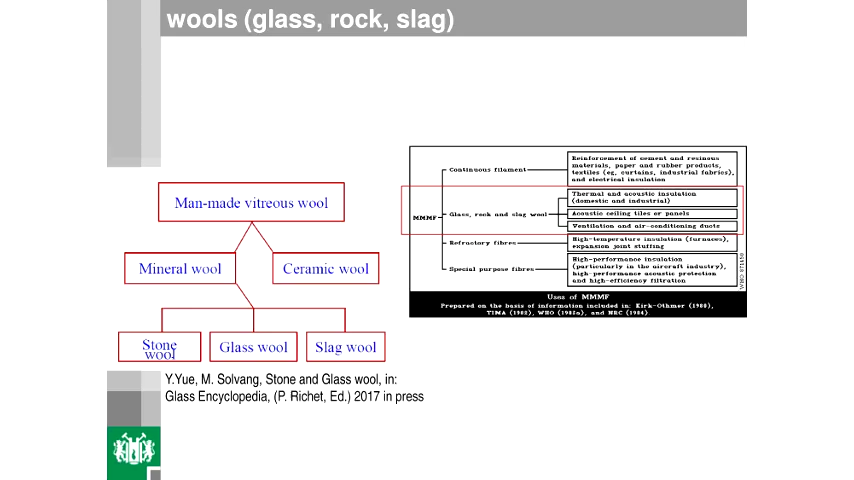 wools (glass, rock, slag)
Man-made vitreous wool
Mineral wool
Ceramic wool
Stone
wool
Glass wool
Slag wool
Y.Yue, M. Solvang, Stone and Glass wool, in:
Glass Encyclopedia, (P. Richet, Ed.) 2017 in press
MMMF
Continuous filament
Reinforcement of cement and resinous
materials, paper and rubber products,
textiles (eg, curtains, industrial fabrics),
and electrical insulation
Glass, rock and slag wool
Thermal and acoustic insulation
(domestic and industrial)
Acoustic ceiling tiles or panels
Ventilation and air-conditioning ducts
Refractory fibres
High-temperature insulation (furnaces),
expansion joint stuffing
Special purpose fibres
High-performance insulation
(particularly in the aircraft industry),
high-performance acoustic protection
and high-efficiency filtration
Uses of MMMF
Prepared on the basis of information included in: Kirk-Othmer (1980),
TIMA (1982), WHO (1982a), and NRC (1984)